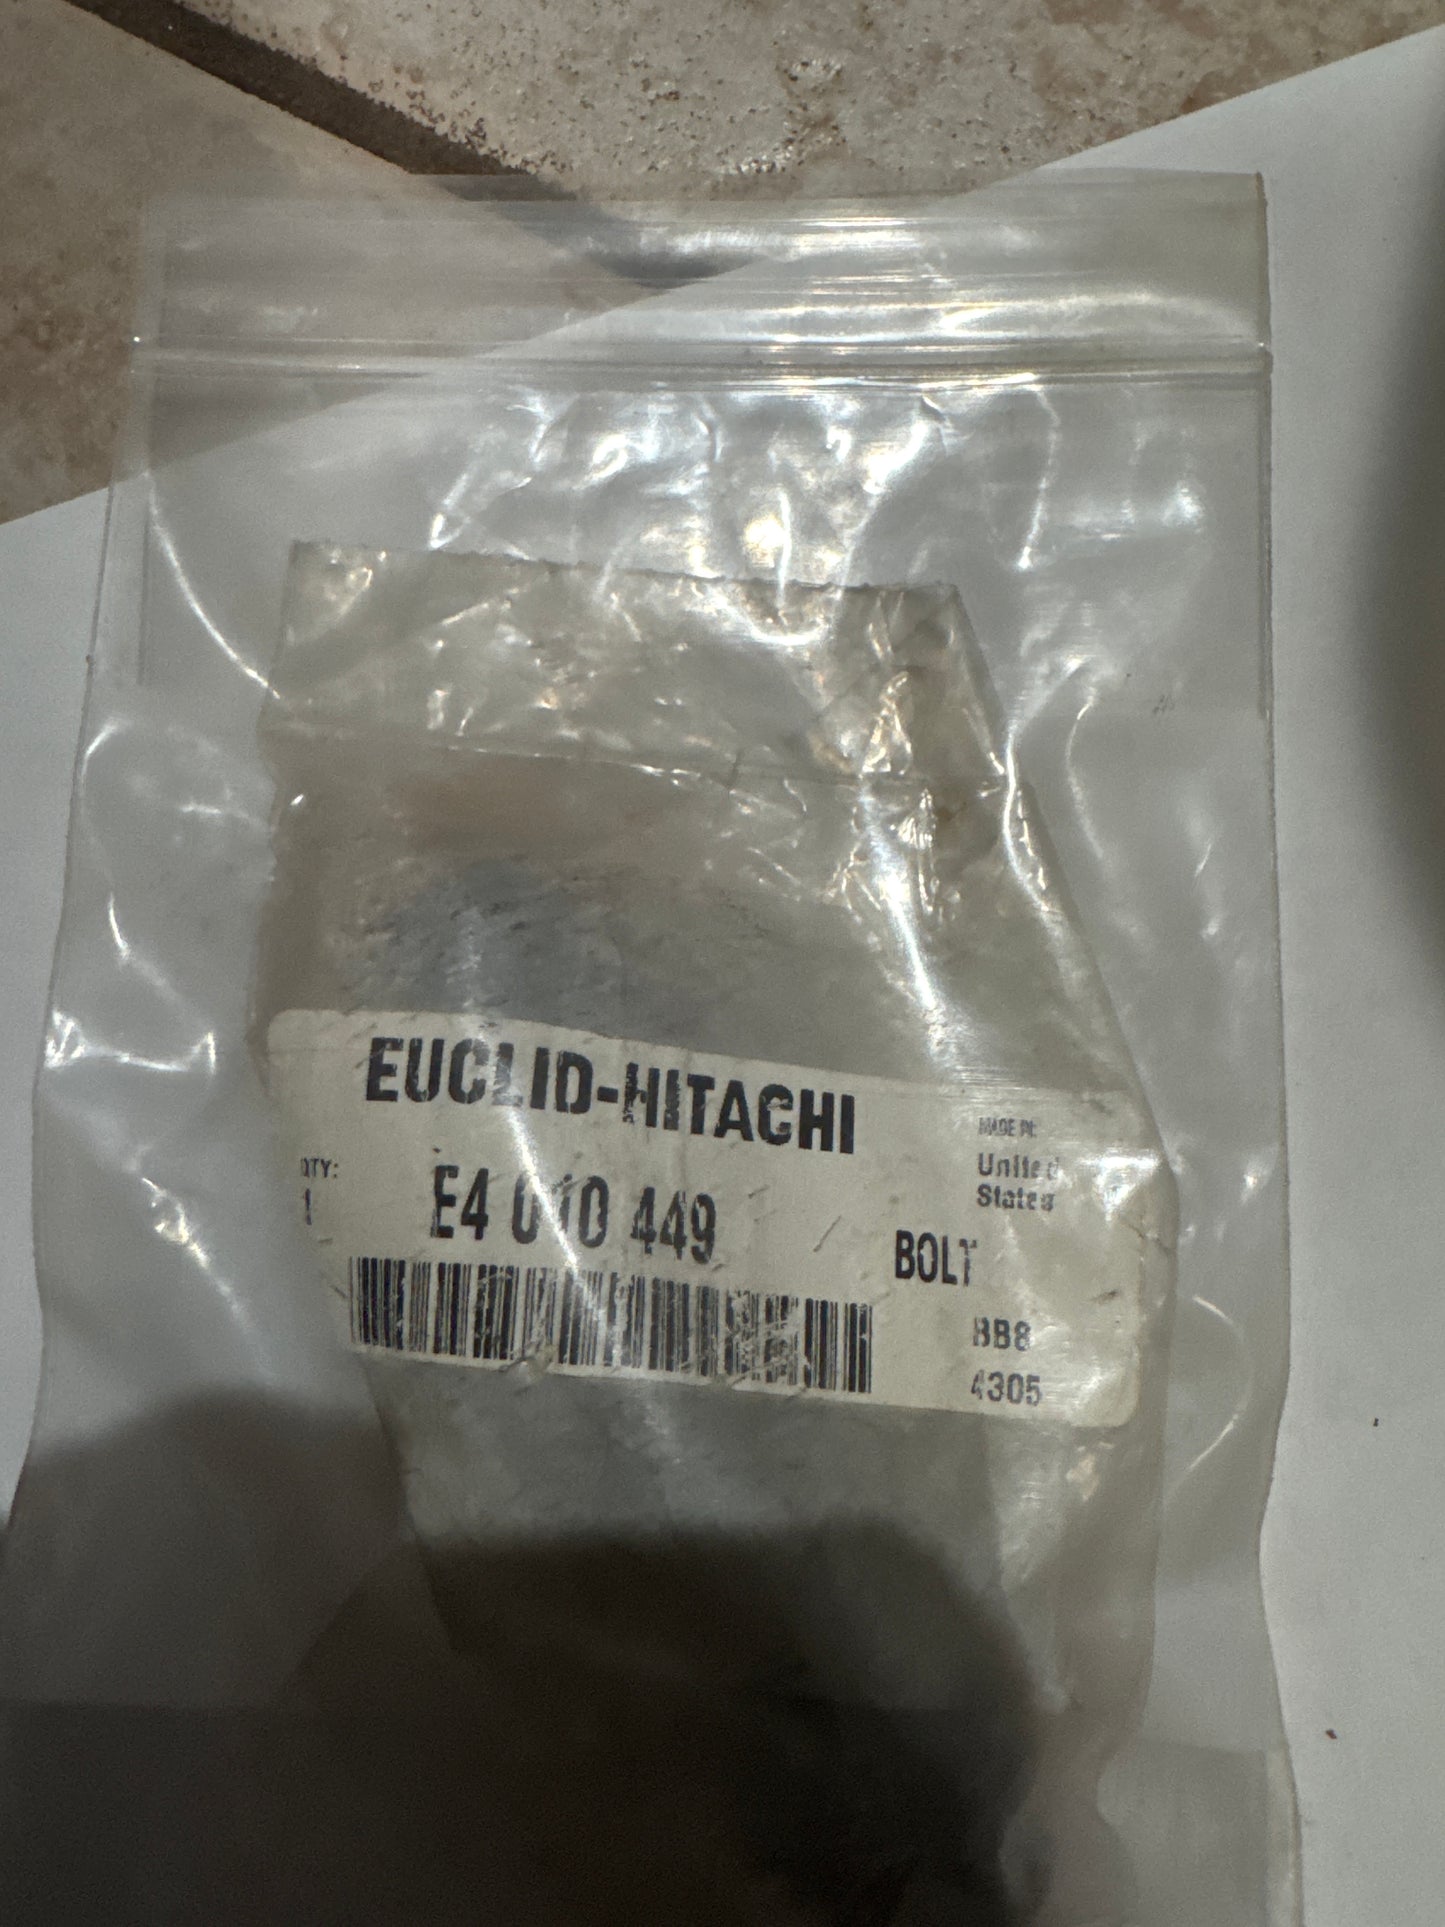 EUCLID-HITACHI
MADE IN:
United
States
QTY:
1
E4 010 449
BOLT
BB8
4305